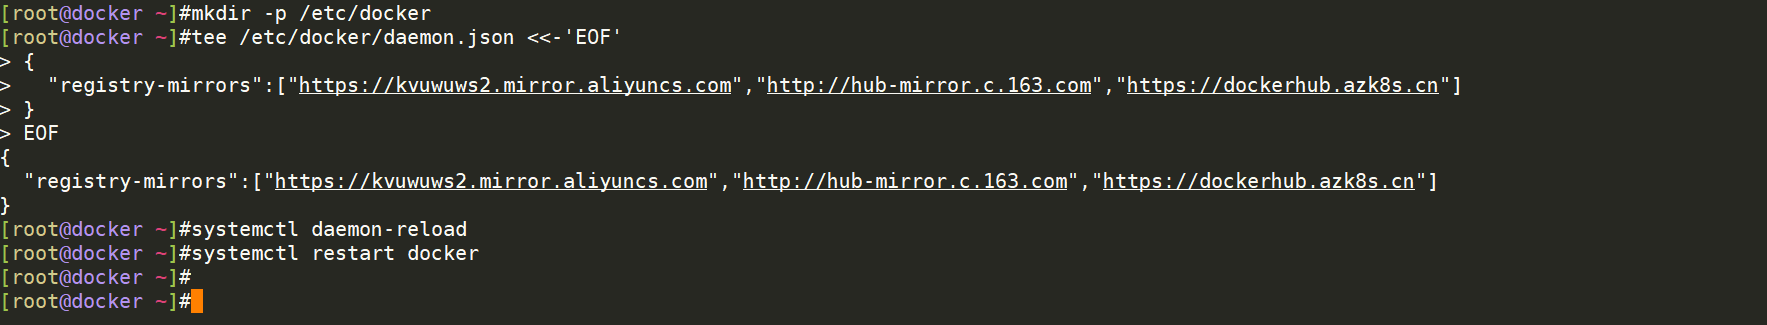 [root@docker ~]#mkdir -p /etc/docker
[root@docker ~]#tee /etc/docker/daemon.json <<-'EOF'
> {
>   "registry-mirrors":["https://kvuwuws2.mirror.aliyuncs.com","http://hub-mirror.c.163.com","https://dockerhub.azk8s.cn"]
> }
> EOF
{
  "registry-mirrors":["https://kvuwuws2.mirror.aliyuncs.com","http://hub-mirror.c.163.com","https://dockerhub.azk8s.cn"]
}
[root@docker ~]#systemctl daemon-reload
[root@docker ~]#systemctl restart docker
[root@docker ~]#
[root@docker ~]#